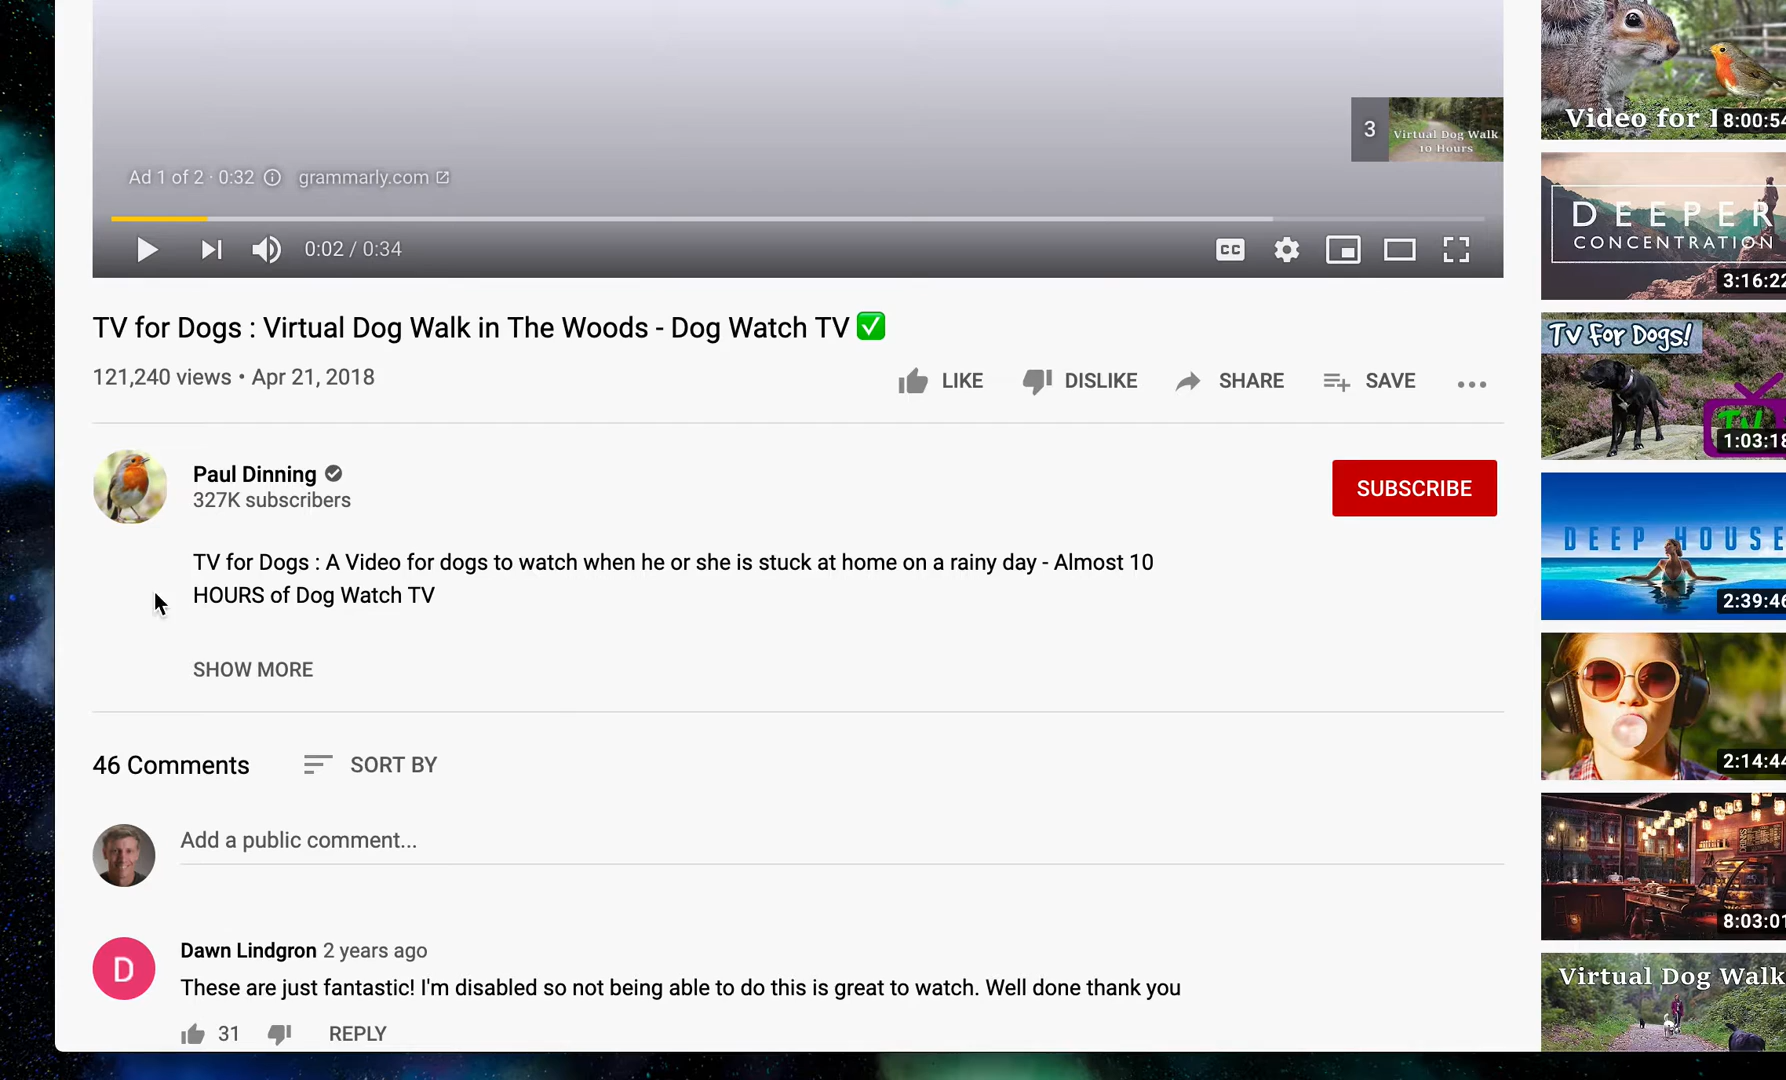 3
Virtual Dog Walk
10 Hours
Ad 1 of 2 · 0:32
grammarly.com
0:02 / 0:34
CC
TV for Dogs : Virtual Dog Walk in The Woods - Dog Watch TV ✅
121,240 views • Apr 21, 2018
LIKE
DISLIKE
SHARE
SAVE
Paul Dinning
327K subscribers
SUBSCRIBE
TV for Dogs : A Video for dogs to watch when he or she is stuck at home on a rainy day - Almost 10
HOURS of Dog Watch TV
SHOW MORE
46 Comments
SORT BY
Add a public comment...
D
Dawn Lindgron 2 years ago
These are just fantastic! I'm disabled so not being able to do this is great to watch. Well done thank you
31
REPLY
Video for
8:00:54
DEEPER
CONCENTRATION
3:16:22
TV For Dogs!
TV
1:03:18
DEEP HOUSE
2:39:46
2:14:44
8:03:01
Virtual Dog Walk